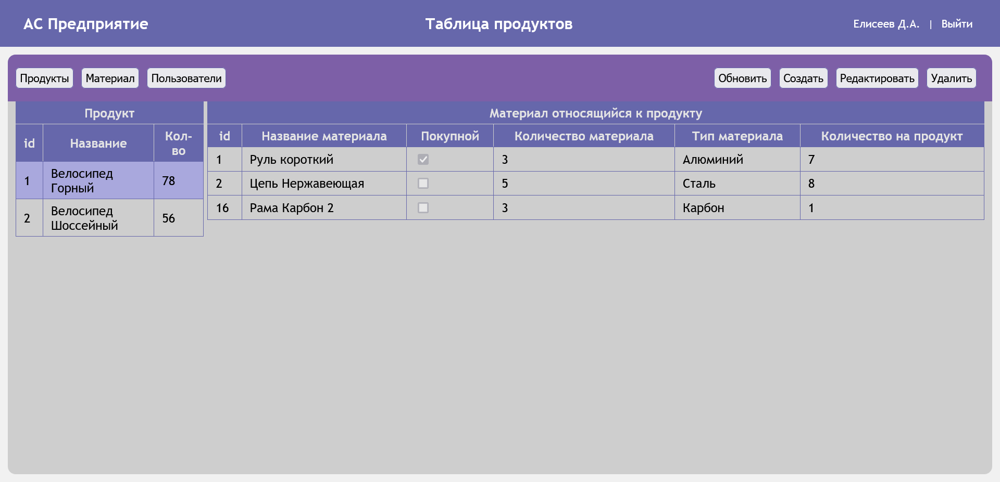 АС Предприятие
Таблица продуктов
Елисеев Д.А. | Выйти
Продукты Материал Пользователи
Обновить Создать Редактировать Удалить
Продукт
id Название Кол-
во
1 Велосипед
Горный 78
2 Велосипед
Шоссейный 56
Материал относящийся к продукту
id Название материала Покупной Количество материала Тип материала Количество на продукт
1 Руль короткий 3 Алюминий 7
2 Цепь Нержавеющая 5 Сталь 8
16 Рама Карбон 2 3 Карбон 1